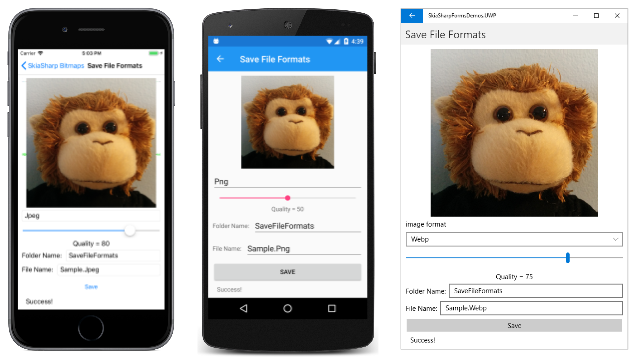 Carrier
5:03 PM
SkiaSharp Bitmaps Save File Formats
Jpeg
Quality = 80
Folder Name: SaveFileFormats
File Name: Sample.Jpeg
Save
Success!
4:39
Save File Formats
Png
Quality = 50
Folder Name: SaveFileFormats
File Name: Sample.Png
SAVE
Success!
SkiaSharpFormsDemos.UWP
Save File Formats
image format
Webp
Quality = 75
Folder Name: SaveFileFormats
File Name: Sample.Webp
Save
Success!